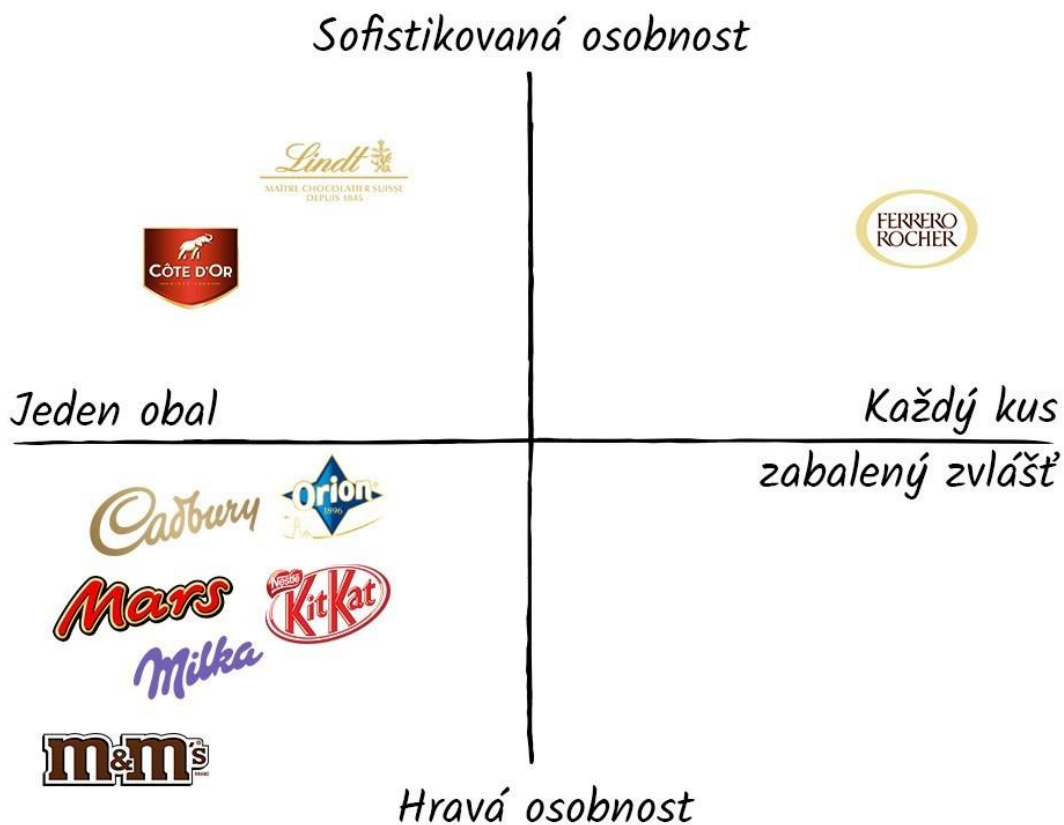 Sofistikovaná osobnost
Lindt
MAÎTRE CHOCOLATIER SUISSE
DEPUIS 1845
FERRERO
ROCHER
CÔTE D'OR
Jeden obal
Každý kus
zabalený zvlášť
Cadbury
Orion
1896
Mars
Nestlé
KitKat
Milka
m&m's
Hravá osobnost